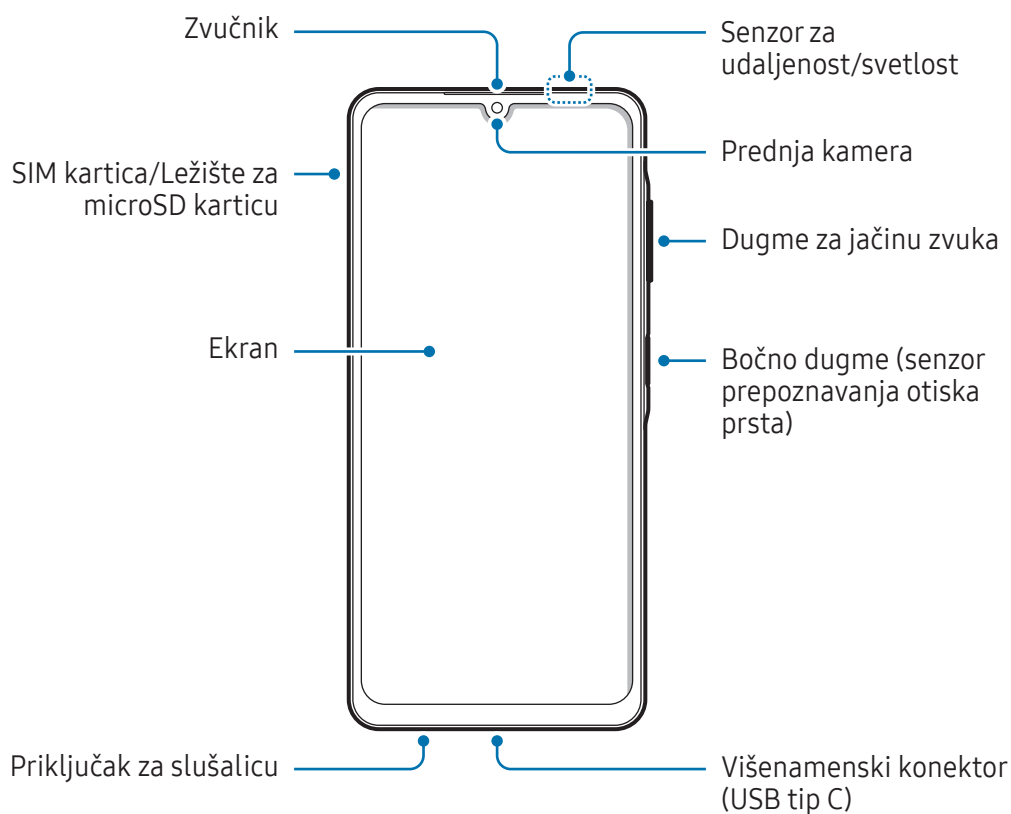 Zvučnik
Senzor za
udaljenost/svetlost
Prednja kamera
SIM kartica/Ležište za
microSD karticu
Dugme za jačinu zvuka
Ekran
Bočno dugme (senzor
prepoznavanja otiska
prsta)
Priključak za slušalicu
Višenamenski konektor
(USB tip C)